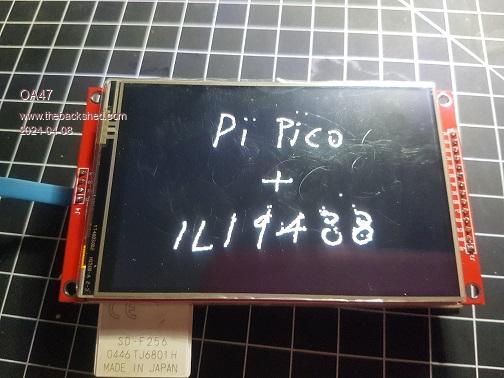 OA47
www.thebackshed.com
2024-04-08
Pi Pico
+
ILI9488
SD-F256
0446TJ6801H
MADE IN JAPAN